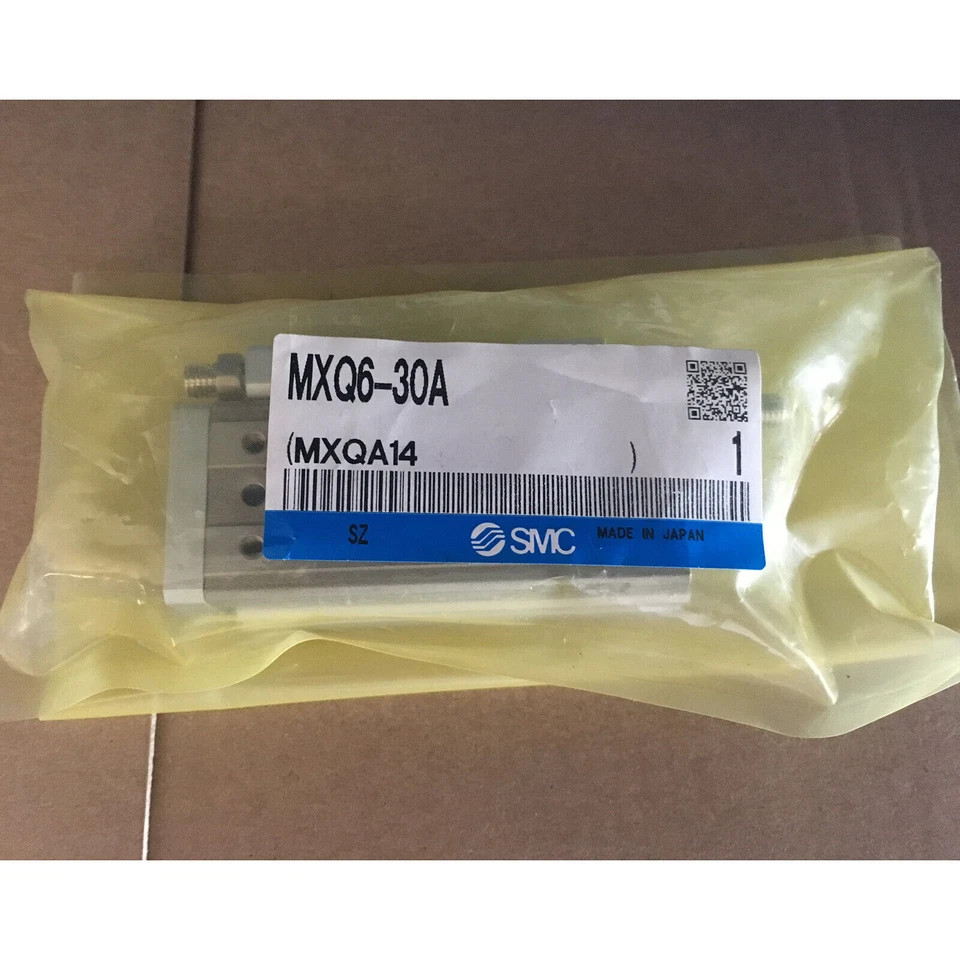 MXQ6-30A
(MXQA14 )
1
SZ SMC MADE IN JAPAN